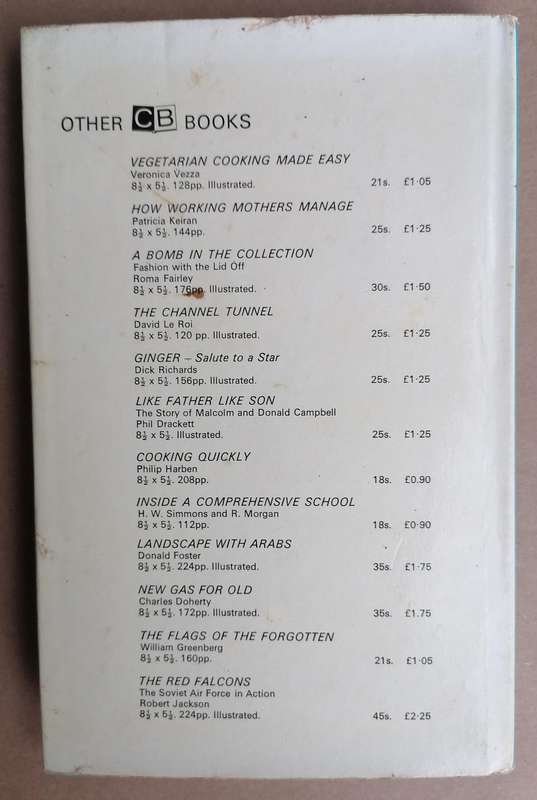 OTHER CB BOOKS
VEGETARIAN COOKING MADE EASY
Veronica Vezza
8½ x 5½. 128pp. Illustrated. 21s. £1·05
HOW WORKING MOTHERS MANAGE
Patricia Keiran
8½ x 5½. 144pp. 25s. £1·25
A BOMB IN THE COLLECTION
Fashion with the Lid Off
Roma Fairley
8½ x 5½. 176pp. Illustrated. 30s. £1·50
THE CHANNEL TUNNEL
David Le Roi
8½ x 5½. 120 pp. Illustrated. 25s. £1·25
GINGER – Salute to a Star
Dick Richards
8½ x 5½. 156pp. Illustrated. 25s. £1·25
LIKE FATHER LIKE SON
The Story of Malcolm and Donald Campbell
Phil Drackett
8½ x 5½. Illustrated. 25s. £1·25
COOKING QUICKLY
Philip Harben
8½ x 5½. 208pp. 18s. £0.90
INSIDE A COMPREHENSIVE SCHOOL
H. W. Simmons and R. Morgan
8½ x 5½. 112pp. 18s. £0·90
LANDSCAPE WITH ARABS
Donald Foster
8½ x 5½. 224pp. Illustrated. 35s. £1·75
NEW GAS FOR OLD
Charles Doherty
8½ x 5½. 172pp. Illustrated. 35s. £1.75
THE FLAGS OF THE FORGOTTEN
William Greenberg
8½ x 5½. 160pp. 21s. £1·05
THE RED FALCONS
The Soviet Air Force in Action
Robert Jackson
8½ x 5½. 224pp. Illustrated. 45s. £2·25